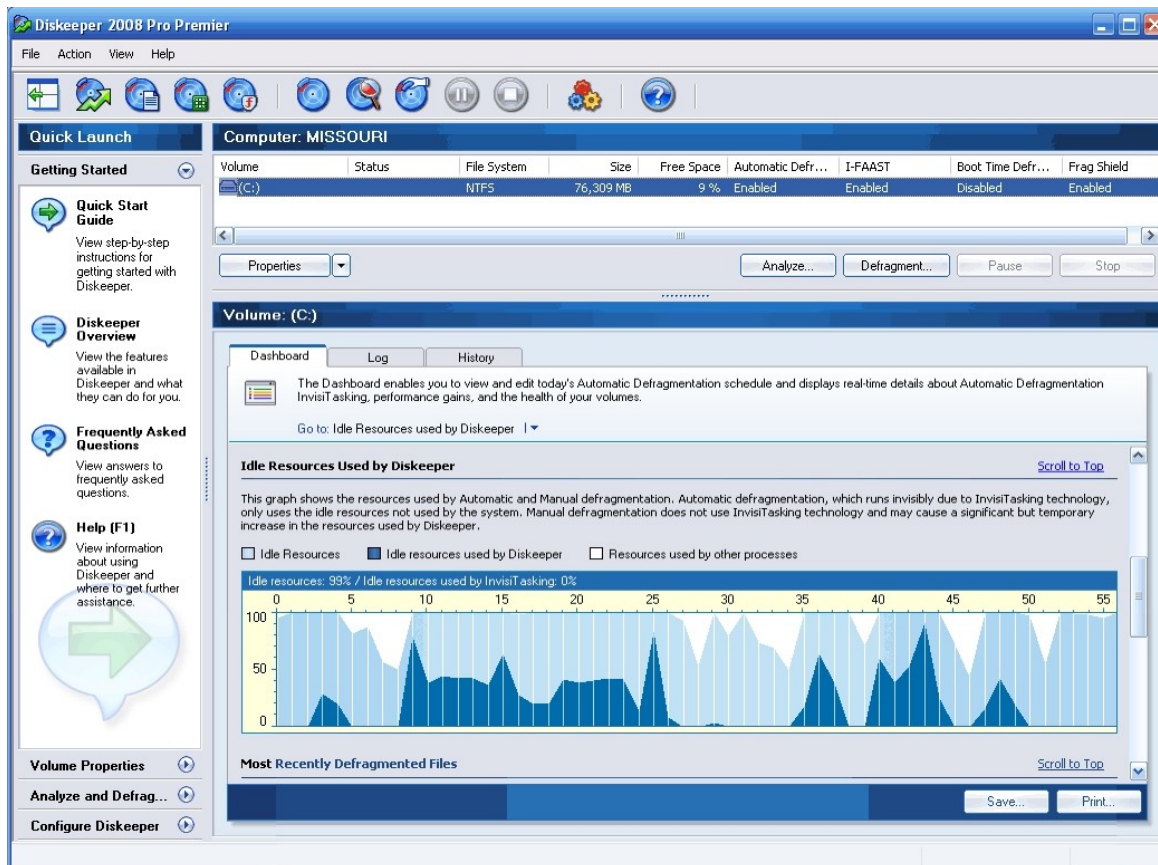 Diskeeper 2008 Pro Premier
File Action View Help
Quick Launch
Getting Started
Quick Start
Guide
View step-by-step
instructions for
getting started with
Diskeeper.
Diskeeper
Overview
View the features
available in
Diskeeper and what
they can do for you.
Frequently Asked
Questions
View answers to
frequently asked
questions.
Help (F1)
View information
about using
Diskeeper and
where to get further
assistance.
Volume Properties
Analyze and Defrag...
Configure Diskeeper
Computer: MISSOURI
Volume Status File System Size Free Space Automatic Defr... I-FAAST Boot Time Defr... Frag Shield
(C:) NTFS 76,309 MB 9 % Enabled Enabled Disabled Enabled
Properties Analyze... Defragment... Pause Stop
Volume: (C:)
Dashboard Log History
The Dashboard enables you to view and edit today's Automatic Defragmentation schedule and displays real-time details about Automatic Defragmentation
InvisiTasking, performance gains, and the health of your volumes.
Go to: Idle Resources used by Diskeeper
Idle Resources Used by Diskeeper Scroll to Top
This graph shows the resources used by Automatic and Manual defragmentation. Automatic defragmentation, which runs invisibly due to InvisiTasking technology,
only uses the idle resources not used by the system. Manual defragmentation does not use InvisiTasking technology and may cause a significant but temporary
increase in the resources used by Diskeeper.
Idle Resources Idle resources used by Diskeeper Resources used by other processes
Idle resources: 99% / Idle resources used by InvisiTasking: 0%
0 5 10 15 20 25 30 35 40 45 50 55
100
50
0
Most Recently Defragmented Files Scroll to Top
Save... Print...